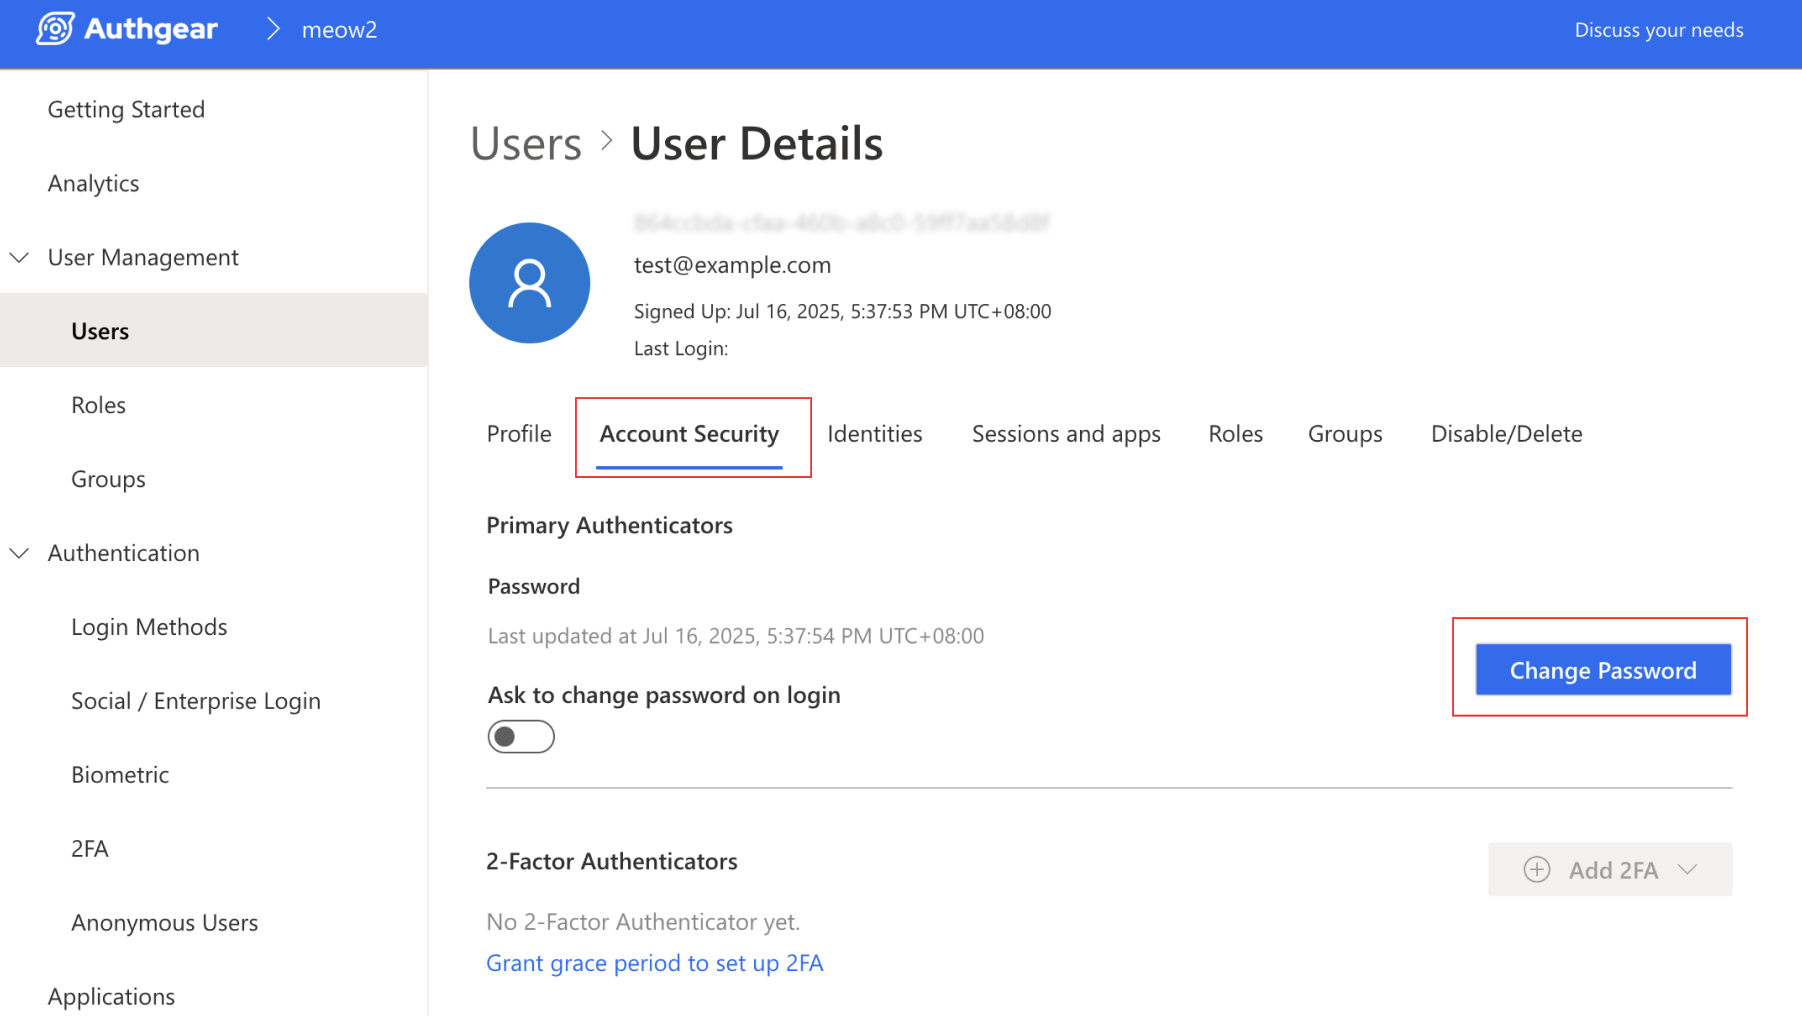 Authgear
meow2
Discuss your needs
Getting Started
Analytics
User Management
Users
Roles
Groups
Authentication
Login Methods
Social / Enterprise Login
Biometric
2FA
Anonymous Users
Applications
Users > User Details
test@example.com
Signed Up: Jul 16, 2025, 5:37:53 PM UTC+08:00
Last Login:
Profile Account Security Identities Sessions and apps Roles Groups Disable/Delete
Primary Authenticators
Password
Last updated at Jul 16, 2025, 5:37:54 PM UTC+08:00
Change Password
Ask to change password on login
2-Factor Authenticators
Add 2FA
No 2-Factor Authenticator yet.
Grant grace period to set up 2FA